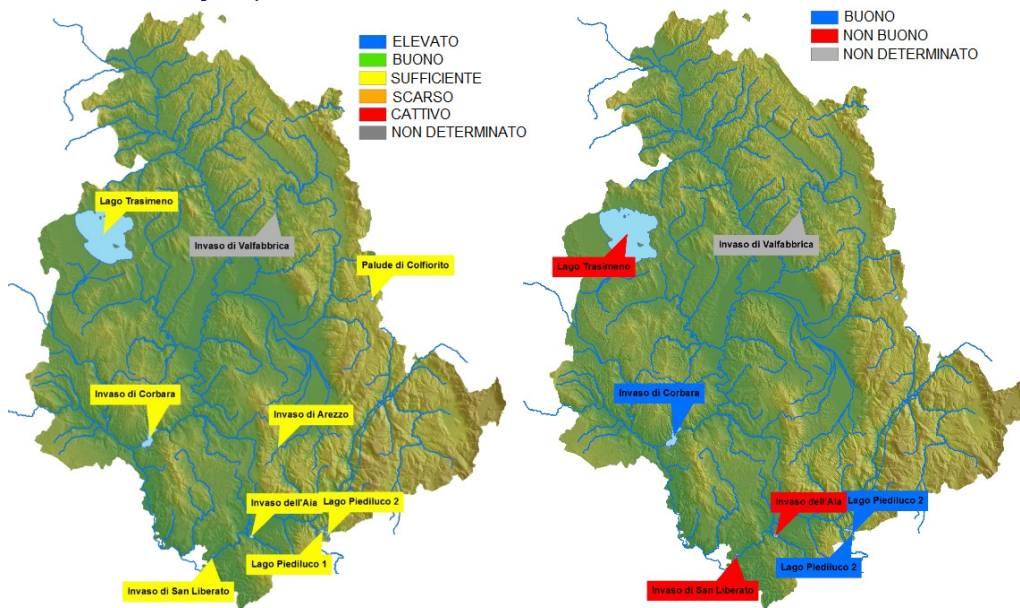 ELEVATO
BUONO
SUFFICIENTE
SCARSO
CATTIVO
NON DETERMINATO
Lago Trasimeno
Invaso di Valfabbrica
Palude di Colfiorito
Invaso di Corbara
Invaso di Arezzo
Invaso dell'Aia
Lago Piediluco 2
Lago Piediluco 1
Invaso di San Liberato
BUONO
NON BUONO
NON DETERMINATO
Invaso di Valfabbrica
Lago Trasimeno
Invaso di Corbara
Invaso dell'Aia
Lago Piediluco 2
Lago Piediluco 2
Invaso di San Liberato